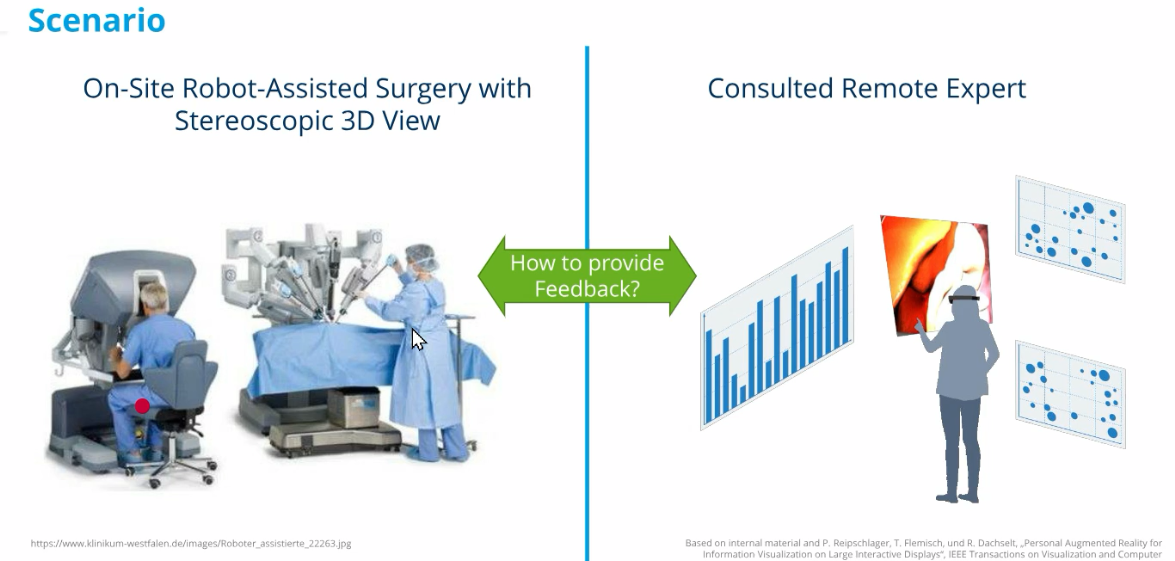 Scenario
On-Site Robot-Assisted Surgery with
Stereoscopic 3D View
Consulted Remote Expert
How to provide
Feedback?
https://www.klinikum-westfalen.de/images/Roboter_assistierte_22263.jpg
Based on internal material and P. Reipschlager, T. Flemisch, und R. Dachselt, „Personal Augmented Reality for
Information Visualization on Large Interactive Displays“, IEEE Transactions on Visualization and Computer